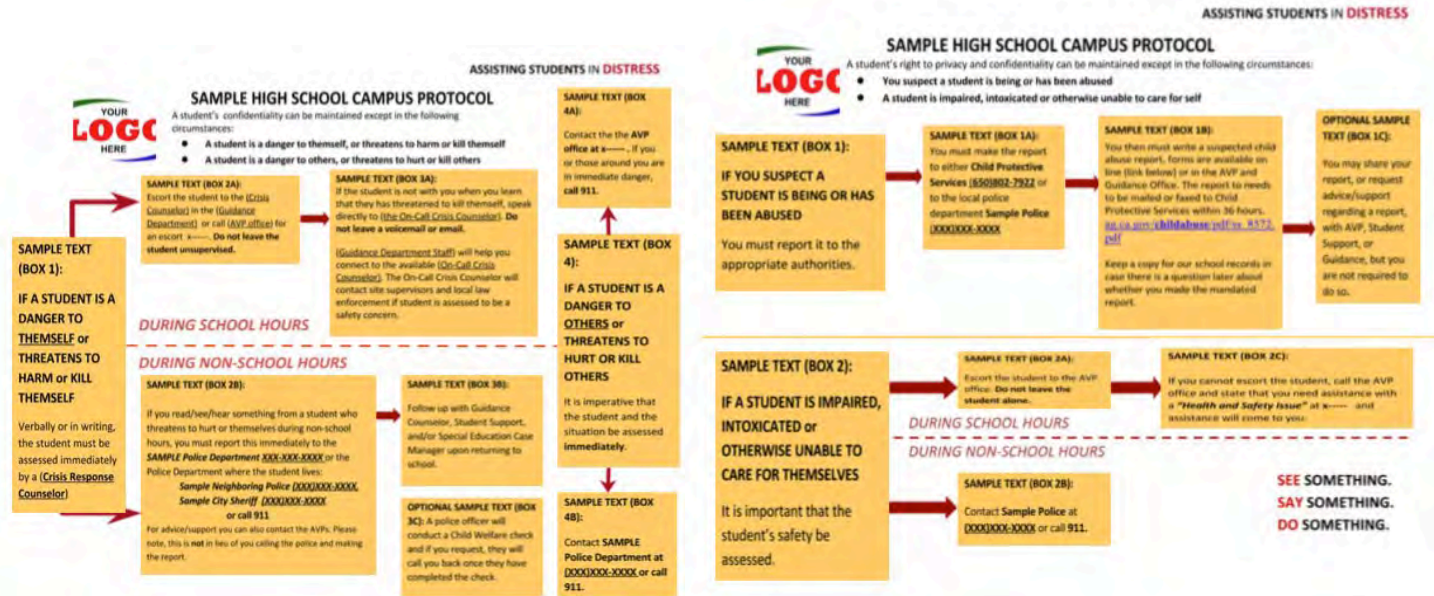 ASSISTING STUDENTS IN DISTRESS
YOUR
LOGO
HERE
SAMPLE HIGH SCHOOL CAMPUS PROTOCOL
A student's confidentiality can be maintained except in the following
circumstances:
● A student is a danger to themself, or threatens to harm or kill themself
● A student is a danger to others, or threatens to hurt or kill others
SAMPLE TEXT
(BOX 1):
IF A STUDENT IS A
DANGER TO
THEMSELF or
THREATENS TO
HARM or KILL
THEMSELF
Verbally or in writing,
the student must be
assessed immediately
by a (Crisis Response
Counselor)
SAMPLE TEXT (BOX 2A):
Escort the student to the (Crisis
Counselor) in the (Guidance
Department) or call (AVP office) for
an escort x-----. Do not leave the
student unsupervised.
SAMPLE TEXT (BOX 3A):
If the student is not with you when you learn
that they has threatened to kill themself, speak
directly to (the On-Call Crisis Counselor). Do
not leave a voicemail or email.
(Guidance Department Staff) will help you
connect to the available (On-Call Crisis
Counselor). The On-Call Crisis Counselor will
contact site supervisors and local law
enforcement if student is assessed to be a
safety concern.
DURING SCHOOL HOURS
DURING NON-SCHOOL HOURS
SAMPLE TEXT (BOX 2B):
If you read/see/hear something from a student who
threatens to hurt or themselves during non-school
hours, you must report this immediately to the
SAMPLE Police Department XXX-XXX-XXXX or the
Police Department where the student lives:
Sample Neighboring Police (XXX)XXX-XXXX,
Sample City Sheriff (XXX)XXX-XXXX
or call 911
For advice/support you can also contact the AVPs. Please
note, this is not in lieu of you calling the police and making
the report.
SAMPLE TEXT (BOX 3B):
Follow up with Guidance
Counselor, Student Support,
and/or Special Education Case
Manager upon returning to
school.
OPTIONAL SAMPLE TEXT (BOX
3C): A police officer will
conduct a Child Welfare check
and if you request, they will
call you back once they have
completed the check.
SAMPLE TEXT (BOX
4A):
Contact the the AVP
office at x-----. If you
or those around you are
in immediate danger,
call 911.
SAMPLE TEXT (BOX
4):
IF A STUDENT IS A
DANGER TO
OTHERS or
THREATENS TO
HURT OR KILL
OTHERS
It is imperative that
the student and the
situation be assessed
immediately.
SAMPLE TEXT (BOX
4B):
Contact SAMPLE
Police Department at
(XXX)XXX-XXXX or call
911.
ASSISTING STUDENTS IN DISTRESS
YOUR
LOGO
HERE
SAMPLE HIGH SCHOOL CAMPUS PROTOCOL
A student's right to privacy and confidentiality can be maintained except in the following circumstances:
● You suspect a student is being or has been abused
● A student is impaired, intoxicated or otherwise unable to care for self
SAMPLE TEXT (BOX 1):
IF YOU SUSPECT A
STUDENT IS BEING OR HAS
BEEN ABUSED
You must report it to the
appropriate authorities.
SAMPLE TEXT (BOX 1A):
You must make the report
to either Child Protective
Services (650)802-7922 or
to the local police
department Sample Police
(XXX)XXX-XXXX
SAMPLE TEXT (BOX 1B):
You then must write a suspected child
abuse report, forms are available on
line (link below) or in the AVP and
Guidance Office. The report to needs
to be mailed or faxed to Child
Protective Services within 36 hours.
ag.ca.gov/childabuse/pdf/ss_8572.
pdf
Keep a copy for our school records in
case there is a question later about
whether you made the mandated
report.
OPTIONAL SAMPLE
TEXT (BOX 1C):
You may share your
report, or request
advice/support
regarding a report,
with AVP, Student
Support, or
Guidance, but you
are not required to
do so.
SAMPLE TEXT (BOX 2):
IF A STUDENT IS IMPAIRED,
INTOXICATED or
OTHERWISE UNABLE TO
CARE FOR THEMSELVES
It is important that the
student's safety be
assessed.
SAMPLE TEXT (BOX 2A):
Escort the student to the AVP
office. Do not leave the
student alone.
SAMPLE TEXT (BOX 2C):
If you cannot escort the student, call the AVP
office and state that you need assistance with
a "Health and Safety Issue" at x----- and
assistance will come to you.
DURING SCHOOL HOURS
DURING NON-SCHOOL HOURS
SAMPLE TEXT (BOX 2B):
Contact Sample Police at
(XXX)XXX-XXXX or call 911.
SEE SOMETHING.
SAY SOMETHING.
DO SOMETHING.